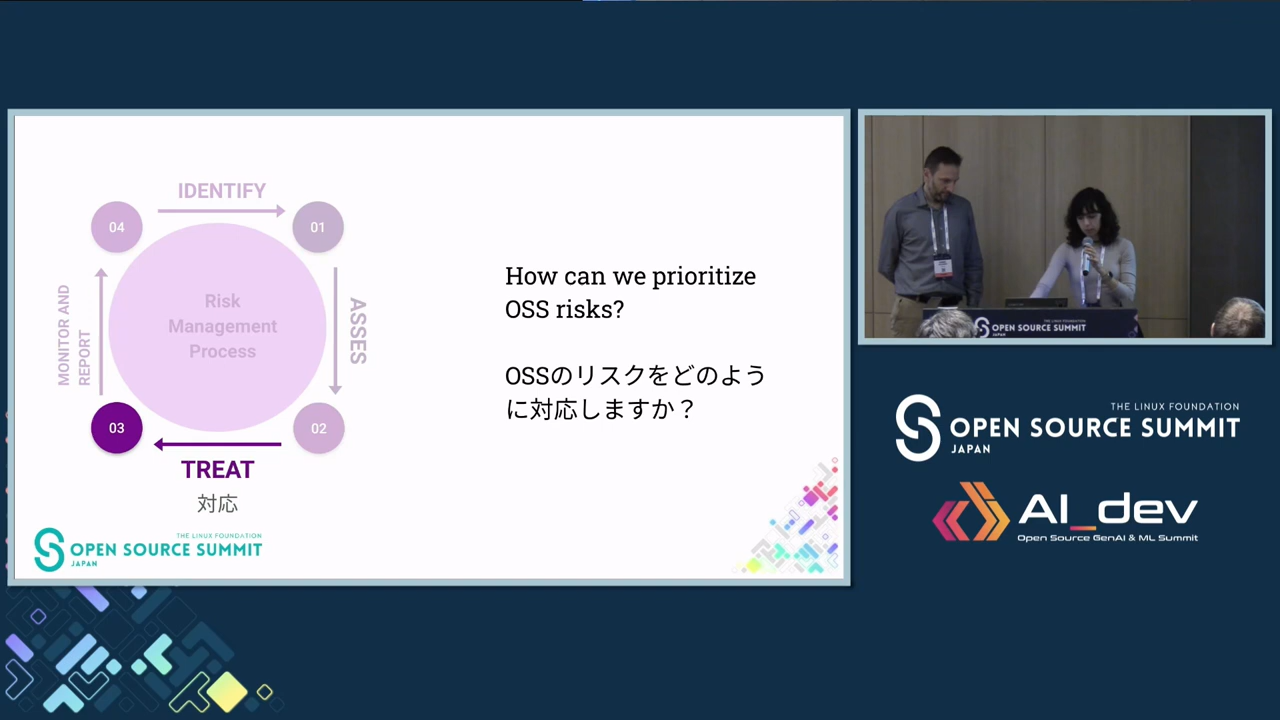 IDENTIFY
04
01
Risk
Management
Process
MONITOR AND
REPORT
ASSES
03
02
TREAT
対応
How can we prioritize
OSS risks?
OSSのリスクをどのよう
に対応しますか？
THE LINUX FOUNDATION
OPEN SOURCE SUMMIT
JAPAN
THE LINUX FOUNDATION
OPEN SOURCE SUMMIT
JAPAN
THE LINUX FOUNDATION
OPEN SOURCE SUMMIT
JAPAN
AI_dev
Open Source GenAI & ML Summit